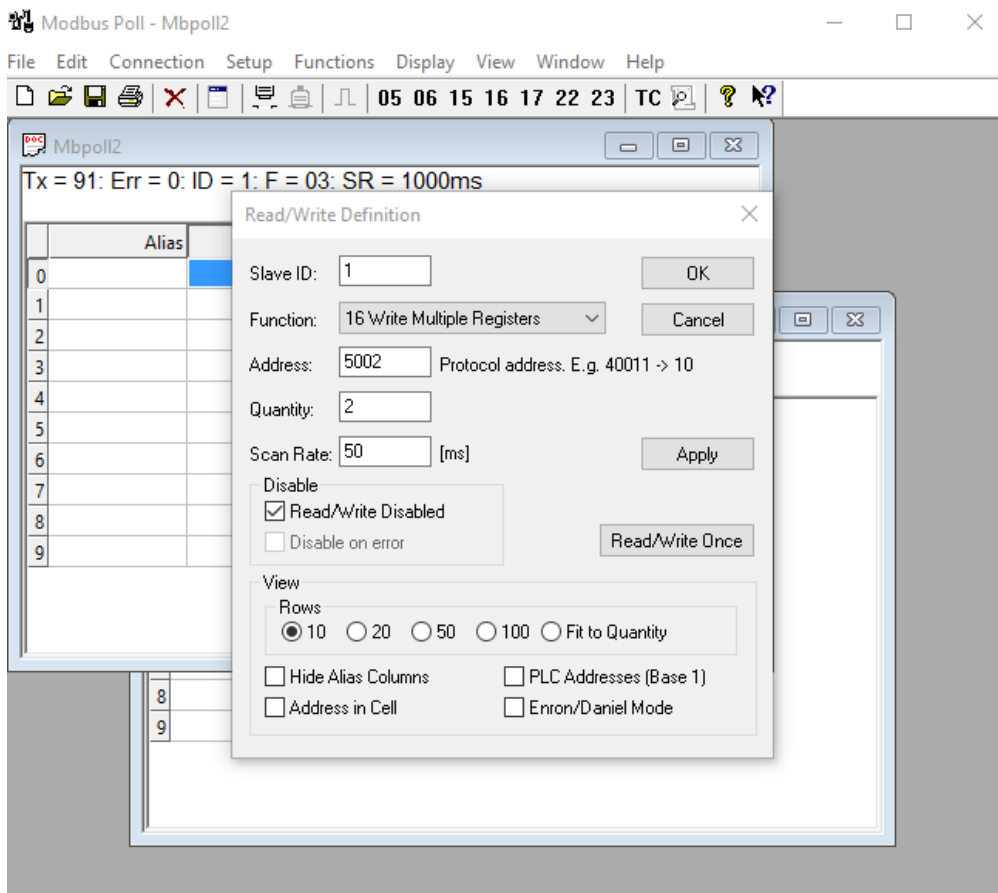 Modbus Poll - Mbpoll2
File Edit Connection Setup Functions Display View Window Help
05 06 15 16 17 22 23 TC
Mbpoll2
Tx = 91: Err = 0: ID = 1: F = 03: SR = 1000ms
Alias
0
1
2
3
4
5
6
7
8
9
Read/Write Definition
Slave ID: 1 OK
Function: 16 Write Multiple Registers Cancel
Address: 5002 Protocol address. E.g. 40011 -> 10
Quantity: 2
Scan Rate: 50 [ms] Apply
Disable
Read/Write Disabled
Disable on error Read/Write Once
View
Rows
10 20 50 100 Fit to Quantity
Hide Alias Columns PLC Addresses (Base 1)
Address in Cell Enron/Daniel Mode
8
9